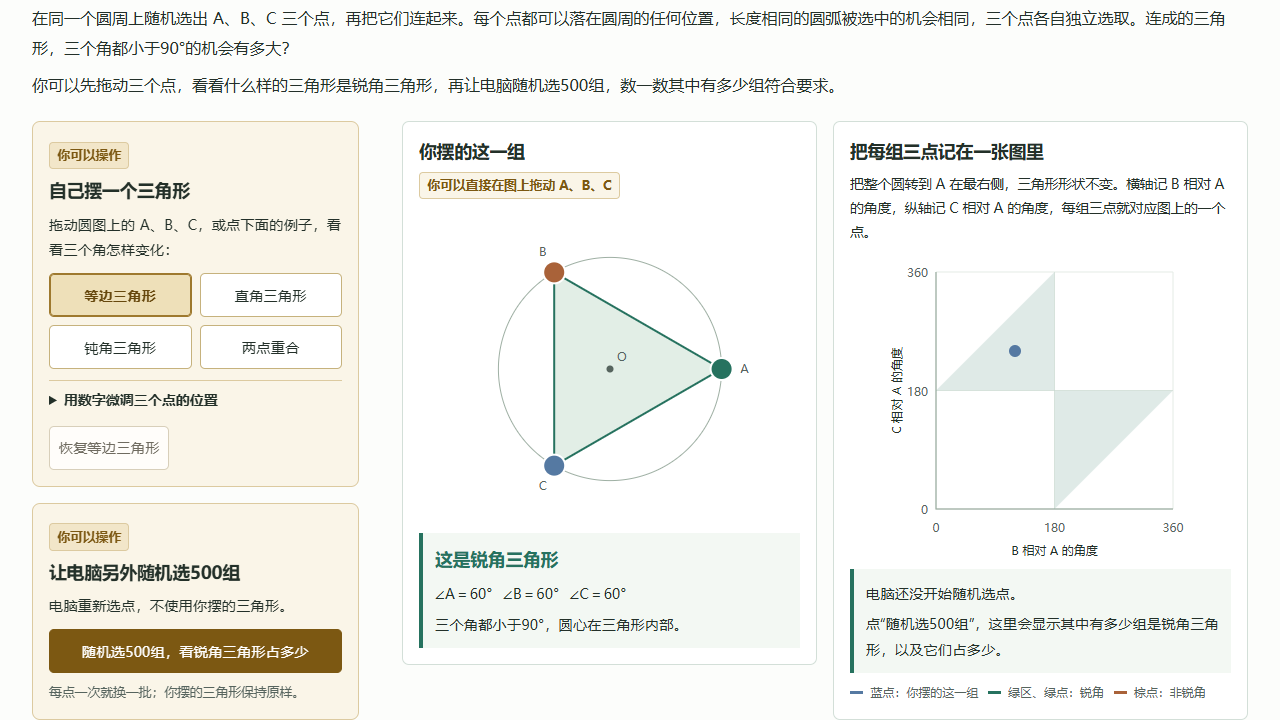 在同一个圆周上随机选出 A、B、C 三个点，再把它们连起来。每个点都可以落在圆周的任何位置，长度相同的圆弧被选中的机会相同，三个点各自独立选取。连成的三角
形，三个角都小于90°的机会有多大?
你可以先拖动三个点，看看什么样的三角形是锐角三角形，再让电脑随机选500组，数一数其中有多少组符合要求。
你可以操作
自己摆一个三角形
拖动圆图上的 A、B、C，或点下面的例子，看
看三个角怎样变化：
等边三角形
直角三角形
钝角三角形
两点重合
▶ 用数字微调三个点的位置
恢复等边三角形
你可以操作
让电脑另外随机选500组
电脑重新选点，不使用你摆的三角形。
随机选500组，看锐角三角形占多少
每点一次就换一批；你摆的三角形保持原样。
你摆的这一组
你可以直接在图上拖动 A、B、C
B
O
A
C
这是锐角三角形
∠A = 60° ∠B = 60° ∠C = 60°
三个角都小于90°，圆心在三角形内部。
把每组三点记在一张图里
把整个圆转到 A 在最右侧，三角形形状不变。横轴记 B 相对 A
的角度，纵轴记 C 相对 A 的角度，每组三点就对应图上的一个
点。
360
180
0
C 相对 A 的角度
0
180
360
B 相对 A 的角度
电脑还没开始随机选点。
点“随机选500组”，这里会显示其中有多少组是锐角三角
形，以及它们占多少。
蓝点：你摆的这一组
绿区、绿点：锐角
棕点：非锐角